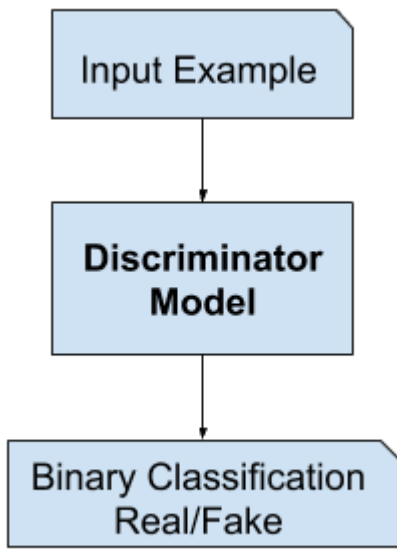 Input Example
Discriminator
Model
Binary Classification
Real/Fake